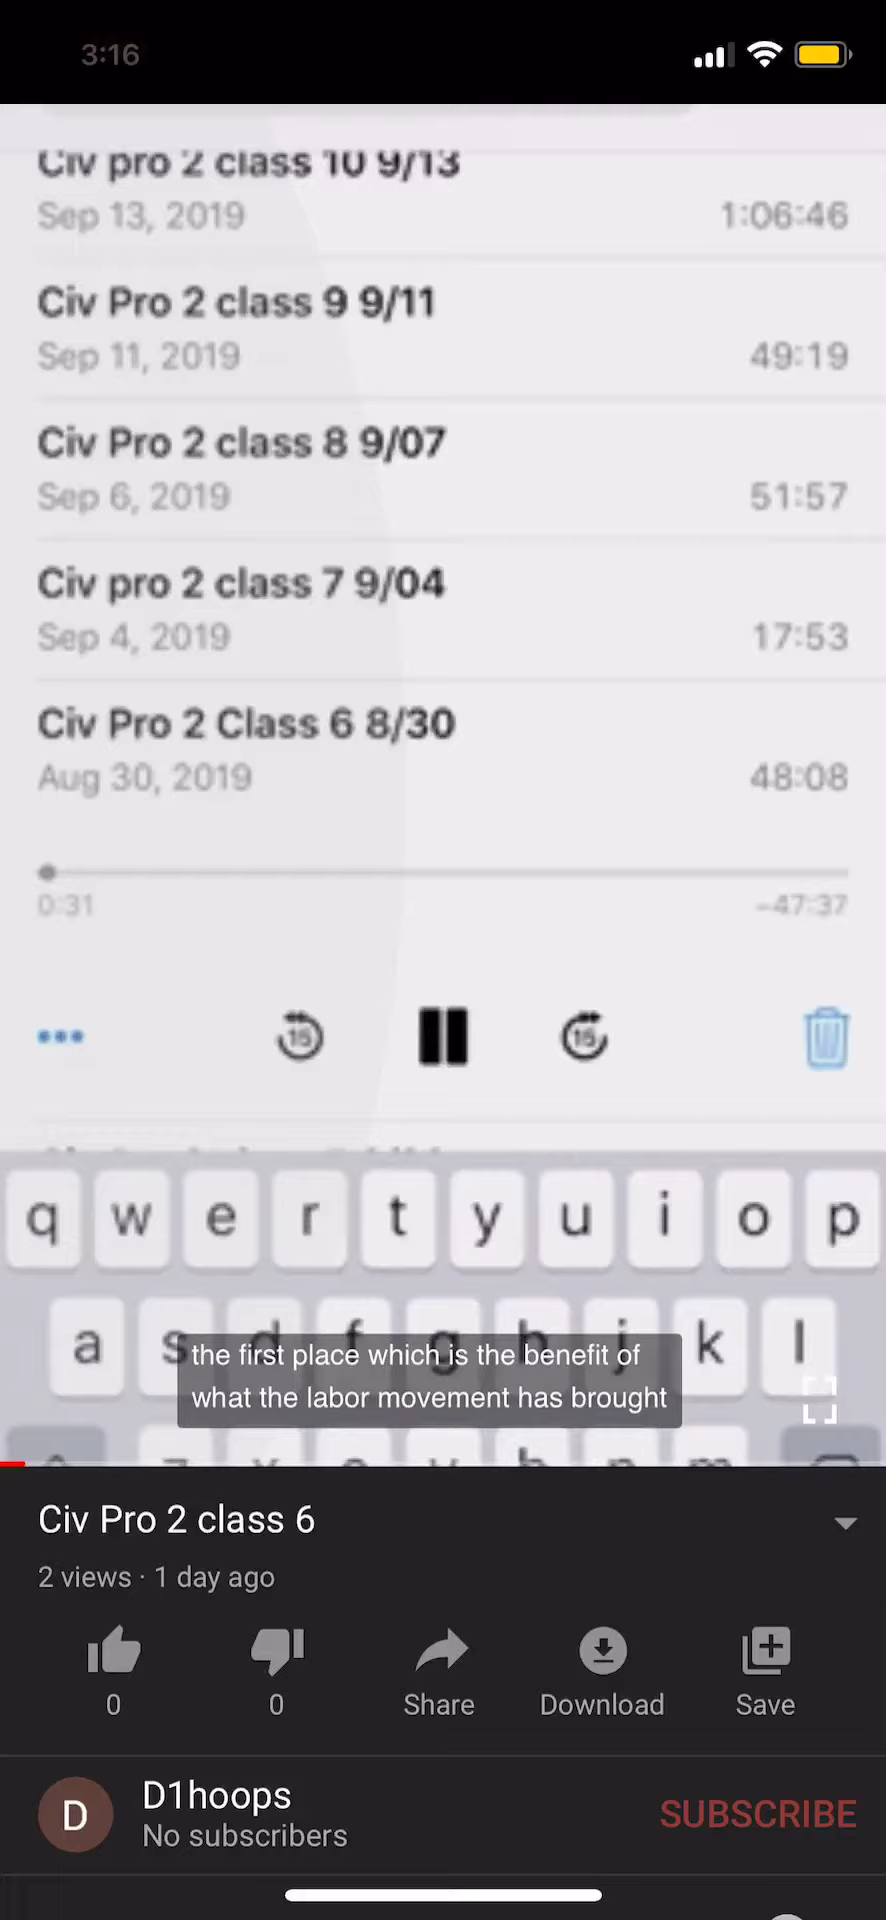 3:16
Civ pro 2 class 10 9/13
Sep 13, 2019 1:06:46
Civ Pro 2 class 9 9/11
Sep 11, 2019 49:19
Civ Pro 2 class 8 9/07
Sep 6, 2019 51:57
Civ pro 2 class 7 9/04
Sep 4, 2019 17:53
Civ Pro 2 Class 6 8/30
Aug 30, 2019 48:08
0:31 -47:37
15 15
q w e r t y u i o p
a s d f g h j k l
the first place which is the benefit of
what the labor movement has brought
Civ Pro 2 class 6
2 views · 1 day ago
0 0 Share Download Save
D D1hoops
No subscribers
SUBSCRIBE